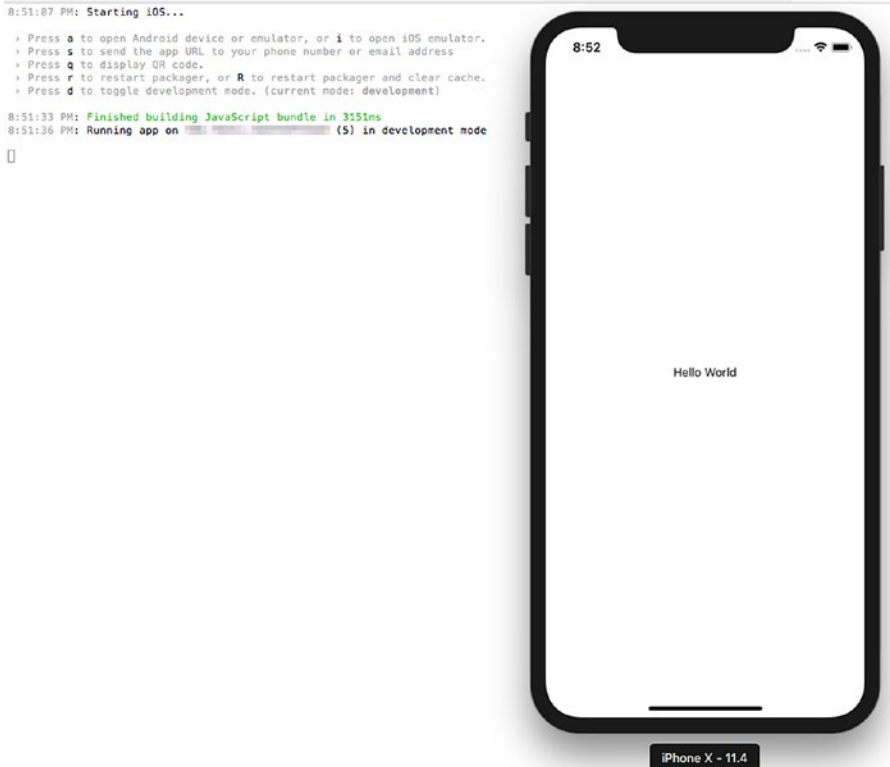 8:51:07 PM: Starting iOS...
› Press a to open Android device or emulator, or i to open iOS emulator.
› Press s to send the app URL to your phone number or email address
› Press q to display QR code.
› Press r to restart packager, or R to restart packager and clear cache.
› Press d to toggle development mode. (current mode: development)
8:51:33 PM: Finished building JavaScript bundle in 3151ms
8:51:36 PM: Running app on (5) in development mode
8:52
Hello World
iPhone X - 11.4